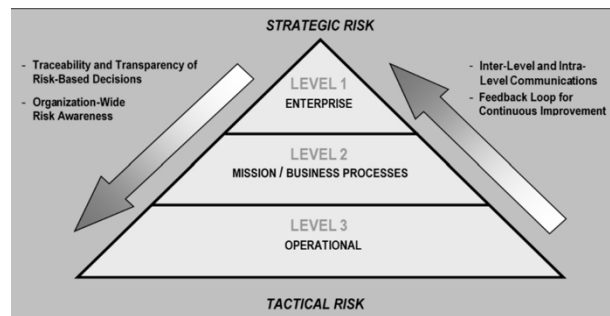 STRATEGIC RISK
- Traceability and Transparency of
Risk-Based Decisions
- Organization-Wide
Risk Awareness
LEVEL 1
ENTERPRISE
- Inter-Level and Intra-
Level Communications
- Feedback Loop for
Continuous Improvement
LEVEL 2
MISSION / BUSINESS PROCESSES
LEVEL 3
OPERATIONAL
TACTICAL RISK